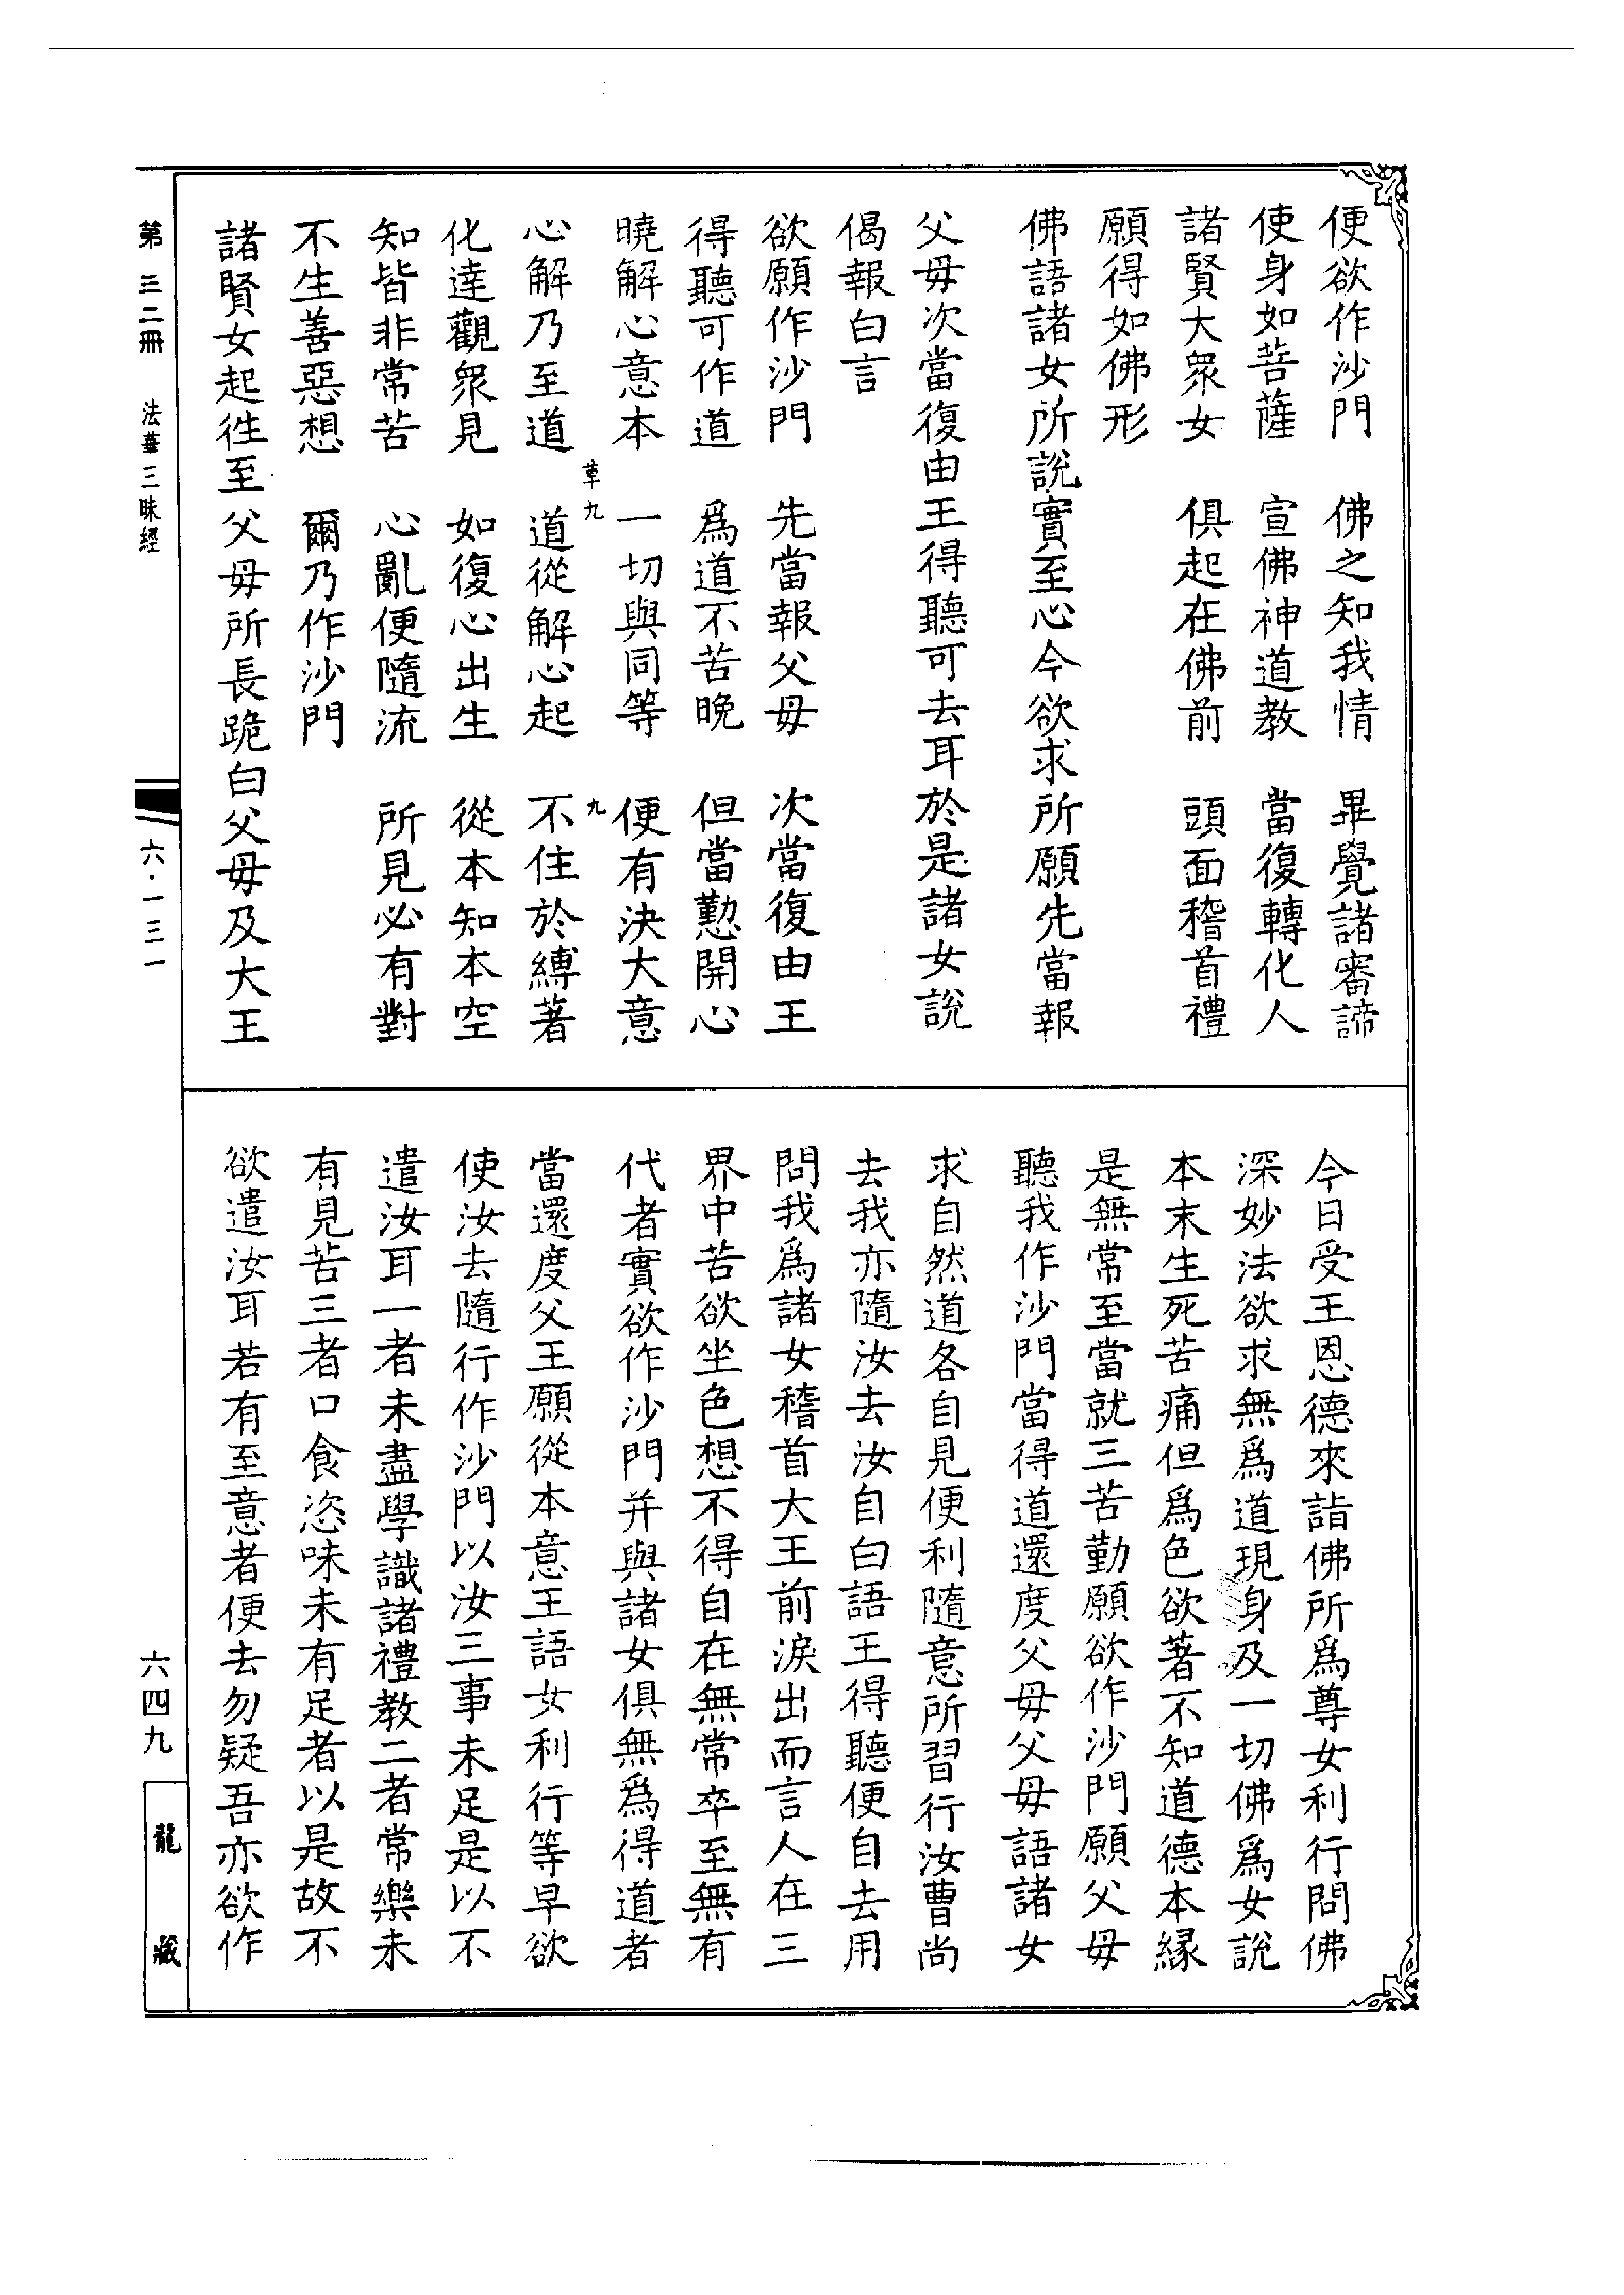 便欲作沙門　佛之知我情　畢覺諸審諦
使身如菩薩　宣佛神道教　當復轉化人
諸賢大眾女　俱起在佛前　頭面稽首禮
願得如佛形
佛語諸女所說實至心今欲求所願先當報
父母次當復由王得聽可去耳於是諸女說
偈報白言
欲願作沙門　先當報父母　次當復由王
得聽可作道　爲道不苦晚　但當懃開心
曉解心意本　一切與同等　便有決大意
草九　九
心解乃至道　道從解心起　不住於縛著
化達觀眾見　如復心出生　從本知本空
知皆非常苦　心亂便隨流　所見必有對
不生善惡想　爾乃作沙門
諸賢女起徃至父母所長跪白父母及大王
今日受王恩德來詣佛所爲尊女利行問佛
深妙法欲求無爲道現身及一切佛爲女說
本末生死苦痛但爲色欲著不知道德本緣
是無常至當就三苦勤願欲作沙門願父母
聽我作沙門當得道還度父母父母語諸女
求自然道各自見便利隨意所習行汝曹尚
去我亦隨汝去汝自白語王得聽便自去用
問我爲諸女稽首大王前淚出而言人在三
界中苦欲坐色想不得自在無常卒至無有
代者實欲作沙門并與諸女俱無爲得道者
當還度父王願從本意王語女利行等早欲
使汝去隨行作沙門以汝三事未足是以不
遣汝耳一者未盡學識諸禮教二者常樂未
有見苦三者口食恣味未有足者以是故不
欲遣汝耳若有至意者便去勿疑吾亦欲作
第三二冊　法華三昧經
六·一三一
六四九
龍藏